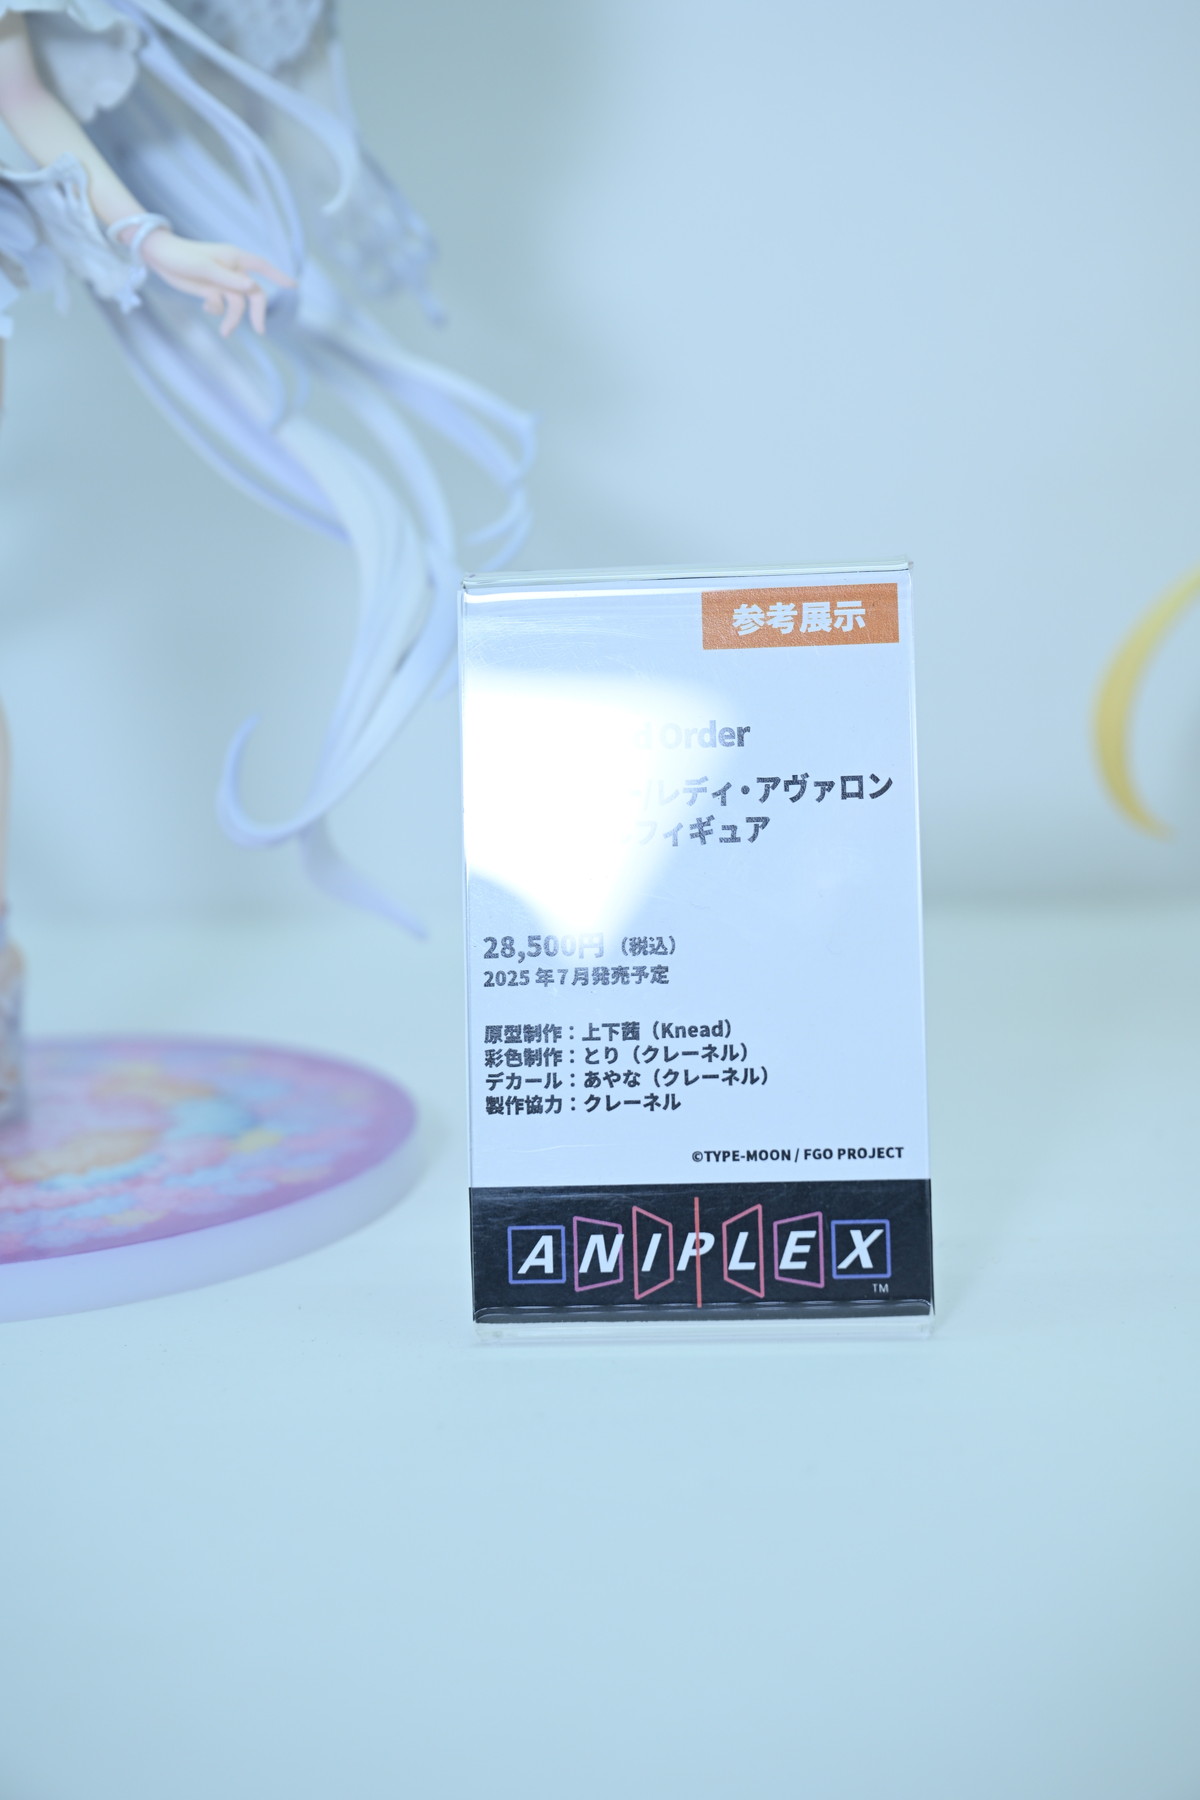 参考展示
Order
レディ・アヴァロン
フィギュア
28,500円（税込）
2025年7月発売予定
原型制作：上下茜（Knead）
彩色制作：とり（クレーネル）
デカール：あやな（クレーネル）
製作協力：クレーネル
©TYPE-MOON / FGO PROJECT
ANIPLEX
TM